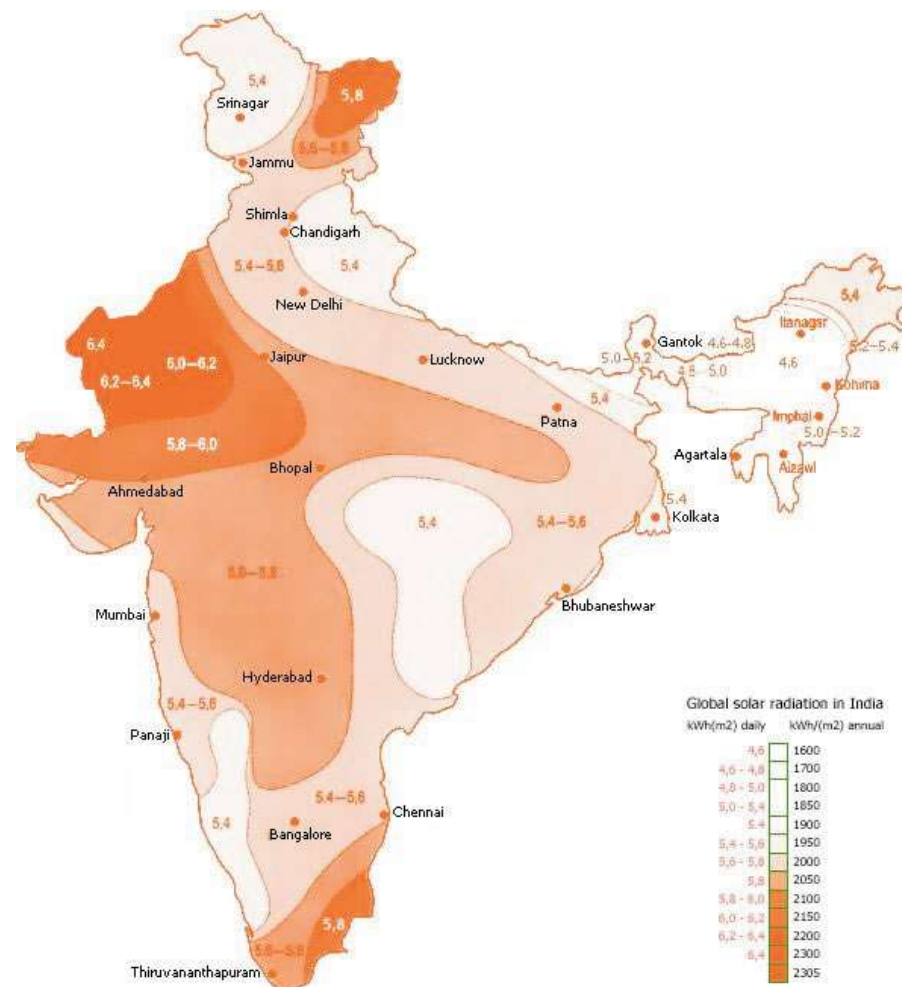 5,4
Srinagar
5,8
5,6–5,8
Jammu
Shimla
Chandigarh
5,4–5,6
5,4
New Delhi
5,4
Itanagar
6,4
6,0–6,2
Jaipur
Lucknow
Gantok
4.6-4.8
5,2–5,4
5,0–5,2
4,8–5,0
4,6
6,2–6,4
5,4
Kohima
Patna
Imphal
5,0–5,2
5,8–6,0
Bhopal
Agartala
Aizawl
Ahmedabad
5.4
5,4
5,4–5,6
Kolkata
Bhubaneshwar
Mumbai
Hyderabad
5,4–5,6
Panaji
Global solar radiation in India
kWh(m2) daily kWh/(m2) annual
4,6 1600
4,6 - 4,8 1700
4,8 - 5,0 1800
5,0 - 5,4 1850
5.4 1900
5,4 - 5,6 1950
5,6 - 5,8 2000
5,8 2050
5,8 - 6,0 2100
6,0 - 6,2 2150
6,2 - 6,4 2200
6,4 2300
2305
5.4–5,6
Chennai
5,4
Bangalore
5,8
Thiruvananthapuram